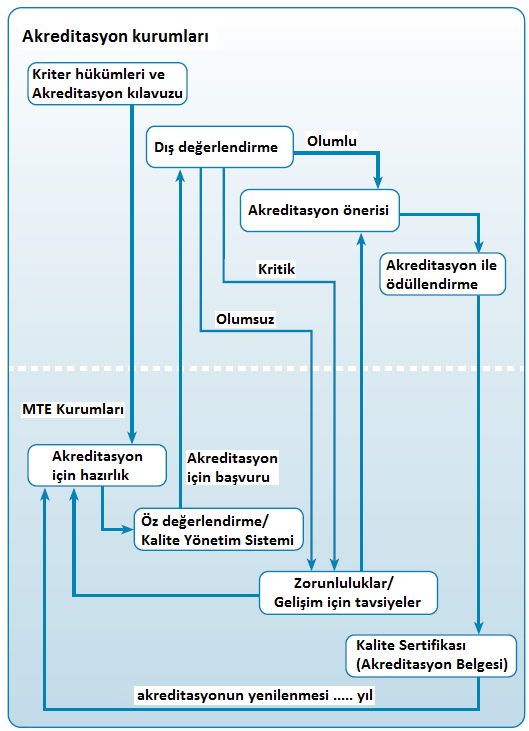 Akreditasyon kurumları
Kriter hükümleri ve
Akreditasyon kılavuzu
Dış değerlendirme
Olumlu
Akreditasyon önerisi
Akreditasyon ile
ödüllendirme
Kritik
Olumsuz
MTE Kurumları
Akreditasyon
için hazırlık
Akreditasyon
için başvuru
Öz değerlendirme/
Kalite Yönetim Sistemi
Zorunluluklar/
Gelişim için tavsiyeler
Kalite Sertifikası
(Akreditasyon Belgesi)
akreditasyonun yenilenmesi ..... yıl